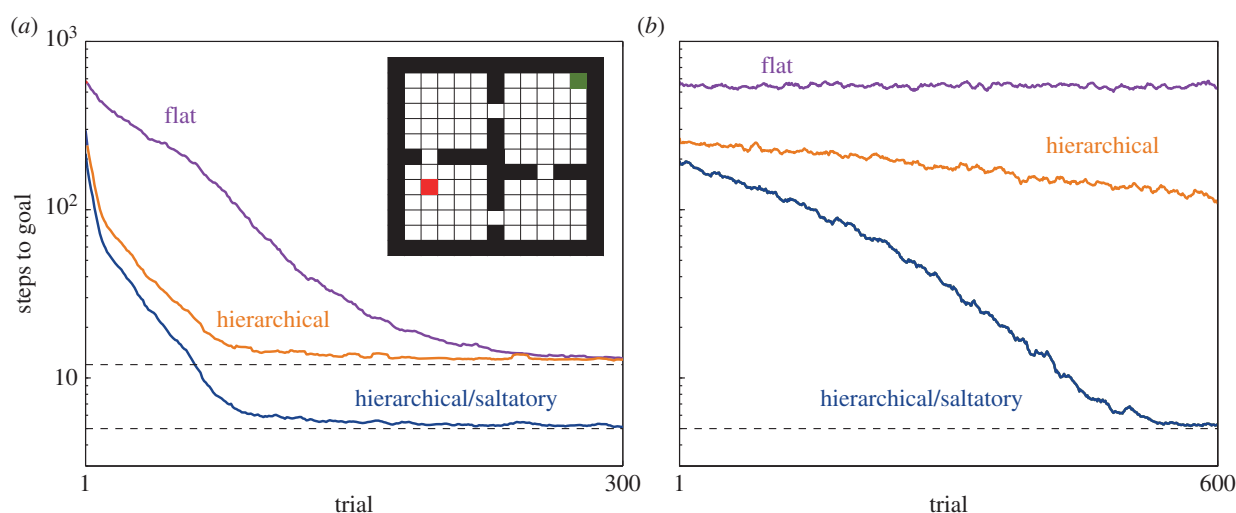 (a)
10³
10²
10
steps to goal
flat
hierarchical
hierarchical/saltatory
1
300
trial
(b)
flat
hierarchical
hierarchical/saltatory
1
600
trial